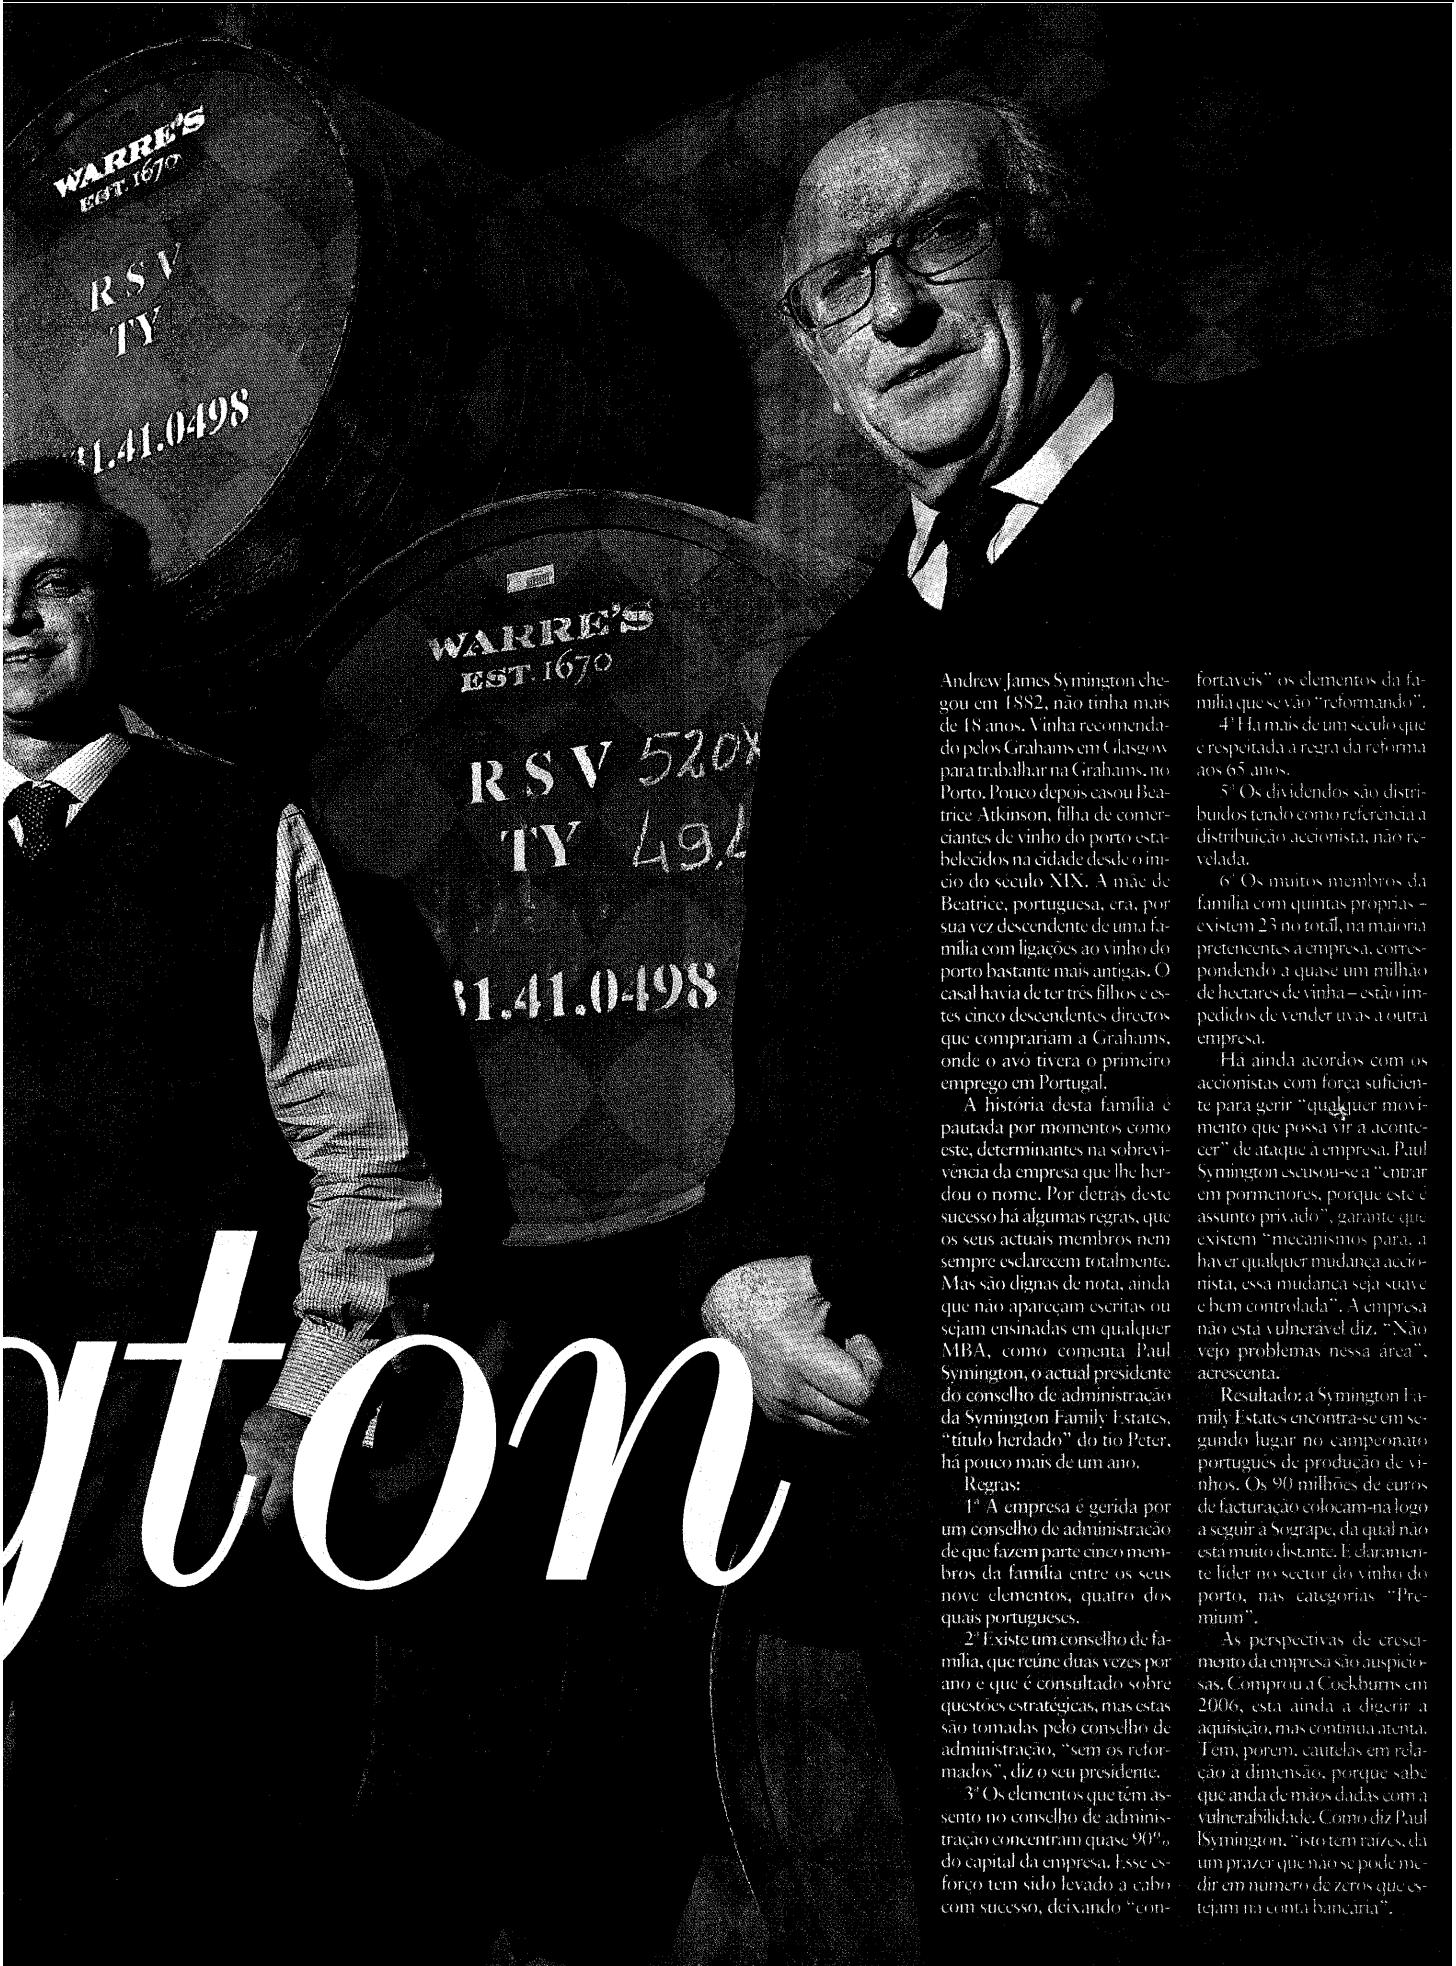 WARRE'S
EST. 1670
R S V
TY
31.41.0498
WARRE'S
EST. 1670
R S V 520
TY 49,
31.41.0498
gton
Andrew James Symington che-
gou em 1882, não tinha mais
de 18 anos. Vinha recomenda-
do pelos Grahams em Glasgow
para trabalhar na Grahams, no
Porto. Pouco depois casou Bea-
trice Atkinson, filha de comer-
ciantes de vinho do porto esta-
belecidos na cidade desde o iní-
cio do século XIX. A mãe de
Beatrice, portuguesa, era, por
sua vez descendente de uma fa-
mília com ligações ao vinho do
porto bastante mais antigas. O
casal havia de ter três filhos e es-
tes cinco descendentes directos
que comprariam a Grahams,
onde o avô tivera o primeiro
emprego em Portugal.
A história desta família é
pautada por momentos como
este, determinantes na sobrevi-
vência da empresa que lhe her-
dou o nome. Por detrás deste
sucesso há algumas regras, que
os seus actuais membros nem
sempre esclarecem totalmente.
Mas são dignas de nota, ainda
que não apareçam escritas ou
sejam ensinadas em qualquer
MBA, como comenta Paul
Symington, o actual presidente
do conselho de administração
da Symington Family Estates,
“título herdado” do tio Peter,
há pouco mais de um ano.
Regras:
1ª A empresa é gerida por
um conselho de administração
de que fazem parte cinco mem-
bros da família entre os seus
nove elementos, quatro dos
quais portugueses.
2ª Existe um conselho de fa-
mília, que reúne duas vezes por
ano e que é consultado sobre
questões estratégicas, mas estas
são tomadas pelo conselho de
administração, “sem os refor-
mados”, diz o seu presidente.
3ª Os elementos que têm as-
sento no conselho de adminis-
tração concentram quase 90%
do capital da empresa. Esse es-
forço tem sido levado a cabo
com sucesso, deixando “con-
fortáveis” os elementos da fa-
mília que se vão “reformando”.
4ª Há mais de um século que
é respeitada a regra da reforma
aos 65 anos.
5ª Os dividendos são distri-
buídos tendo como referência a
distribuição accionista, não re-
velada.
6ª Os muitos membros da
família com quintas próprias –
existem 23 no total, na maioria
pretencentes à empresa, corres-
pondendo a quase um milhão
de hectares de vinha – estão im-
pedidos de vender uvas a outra
empresa.
Há ainda acordos com os
accionistas com força suficien-
te para gerir “qualquer movi-
mento que possa vir a aconte-
cer” de ataque à empresa. Paul
Symington escusou-se a “entrar
em pormenores, porque este é
assunto privado”, garante que
existem “mecanismos para, a
haver qualquer mudança accio-
nista, essa mudança seja suave
e bem controlada”. A empresa
não está vulnerável diz. “Não
vejo problemas nessa área”,
acrescenta.
Resultado: a Symington Fa-
mily Estates encontra-se em se-
gundo lugar no campeonato
português de produção de vi-
nhos. Os 90 milhões de euros
de facturação colocam-na logo
a seguir à Sogrape, da qual não
está muito distante. É claramen-
te líder no sector do vinho do
porto, nas categorias “Pre-
mium”.
As perspectivas de cresci-
mento da empresa são auspicio-
sas. Comprou a Cockburns em
2006, está ainda a digerir a
aquisição, mas continua atenta.
Tem, porém, cautelas em rela-
ção à dimensão, porque sabe
que anda de mãos dadas com a
vulnerabilidade. Como diz Paul
lSymington, “isto tem raízes, dá
um prazer que não se pode me-
dir em número de zeros que es-
tejam na conta bancária”.